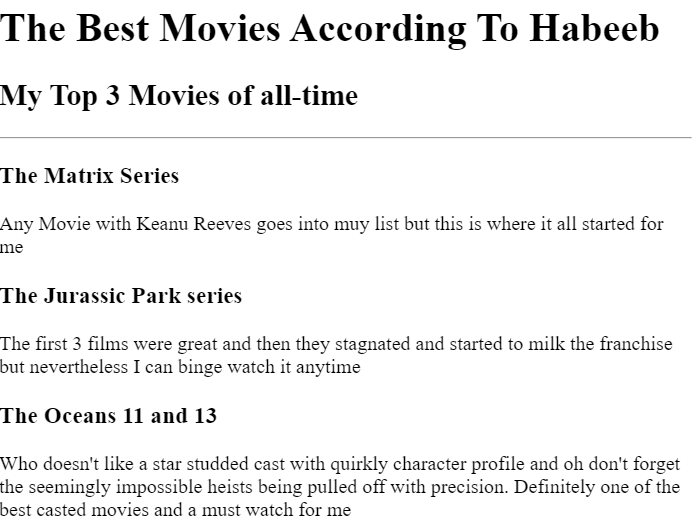 The Best Movies According To Habeeb
My Top 3 Movies of all-time
The Matrix Series
Any Movie with Keanu Reeves goes into muy list but this is where it all started for
me
The Jurassic Park series
The first 3 films were great and then they stagnated and started to milk the franchise
but nevertheless I can binge watch it anytime
The Oceans 11 and 13
Who doesn't like a star studded cast with quirkly character profile and oh don't forget
the seemingly impossible heists being pulled off with precision. Definitely one of the
best casted movies and a must watch for me